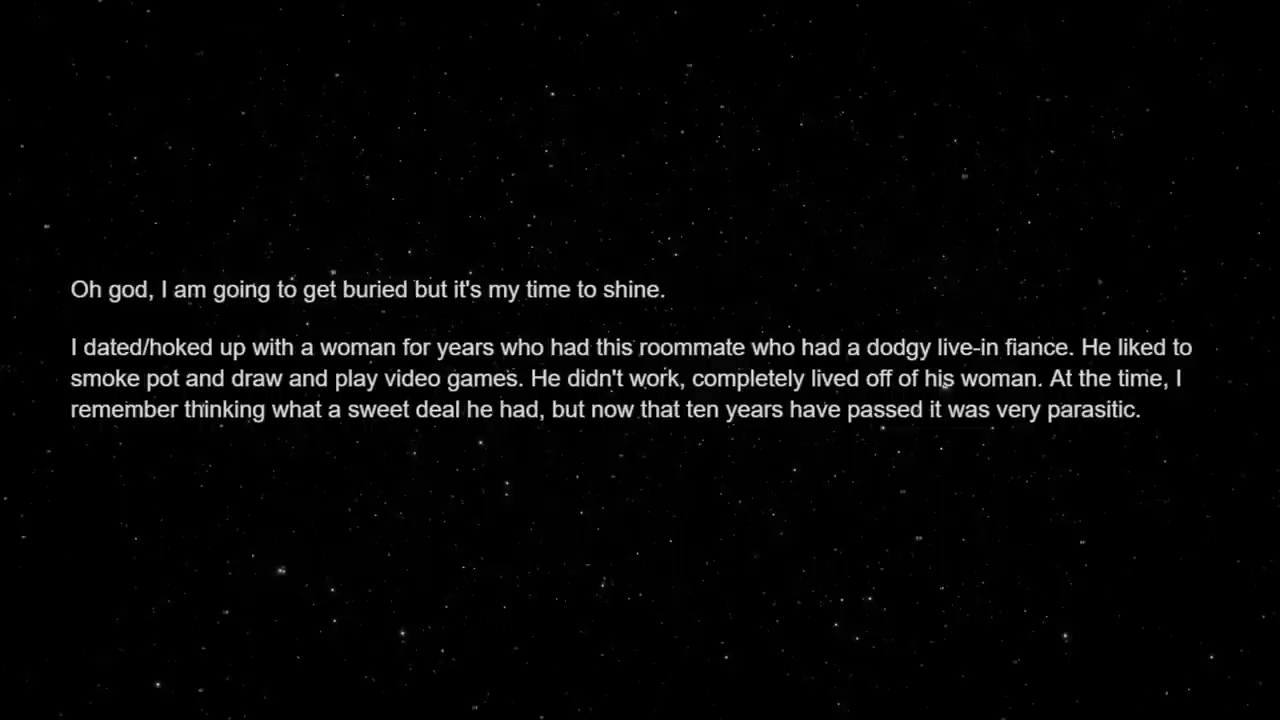 Oh god, I am going to get buried but it's my time to shine.
I dated/hoked up with a woman for years who had this roommate who had a dodgy live-in fiance. He liked to
smoke pot and draw and play video games. He didn't work, completely lived off of his woman. At the time, I
remember thinking what a sweet deal he had, but now that ten years have passed it was very parasitic.